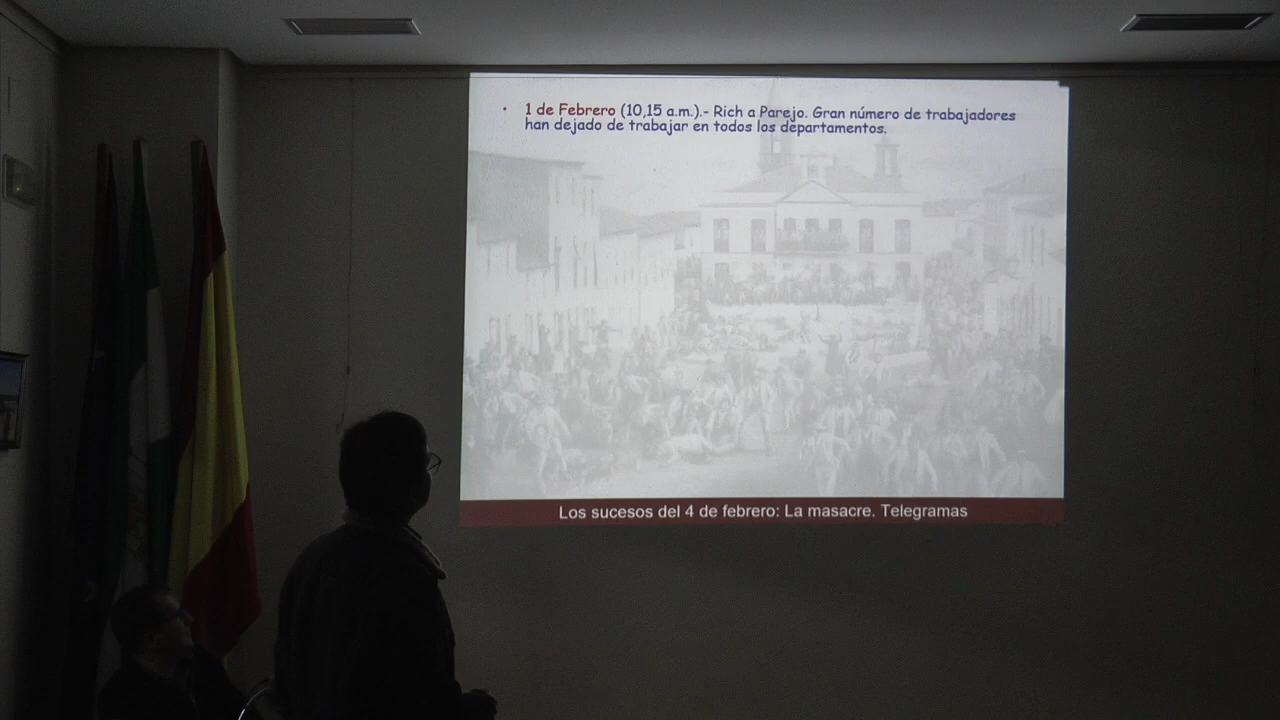 • 1 de Febrero (10,15 a.m.).- Rich a Parejo. Gran número de trabajadores
han dejado de trabajar en todos los departamentos.
Los sucesos del 4 de febrero: La masacre. Telegramas